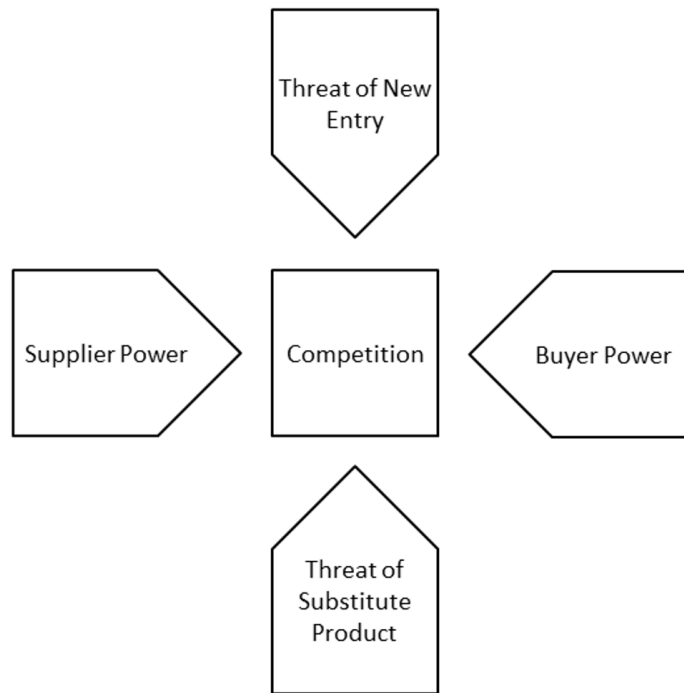 Threat of New
Entry
Supplier Power
Competition
Buyer Power
Threat of
Substitute
Product